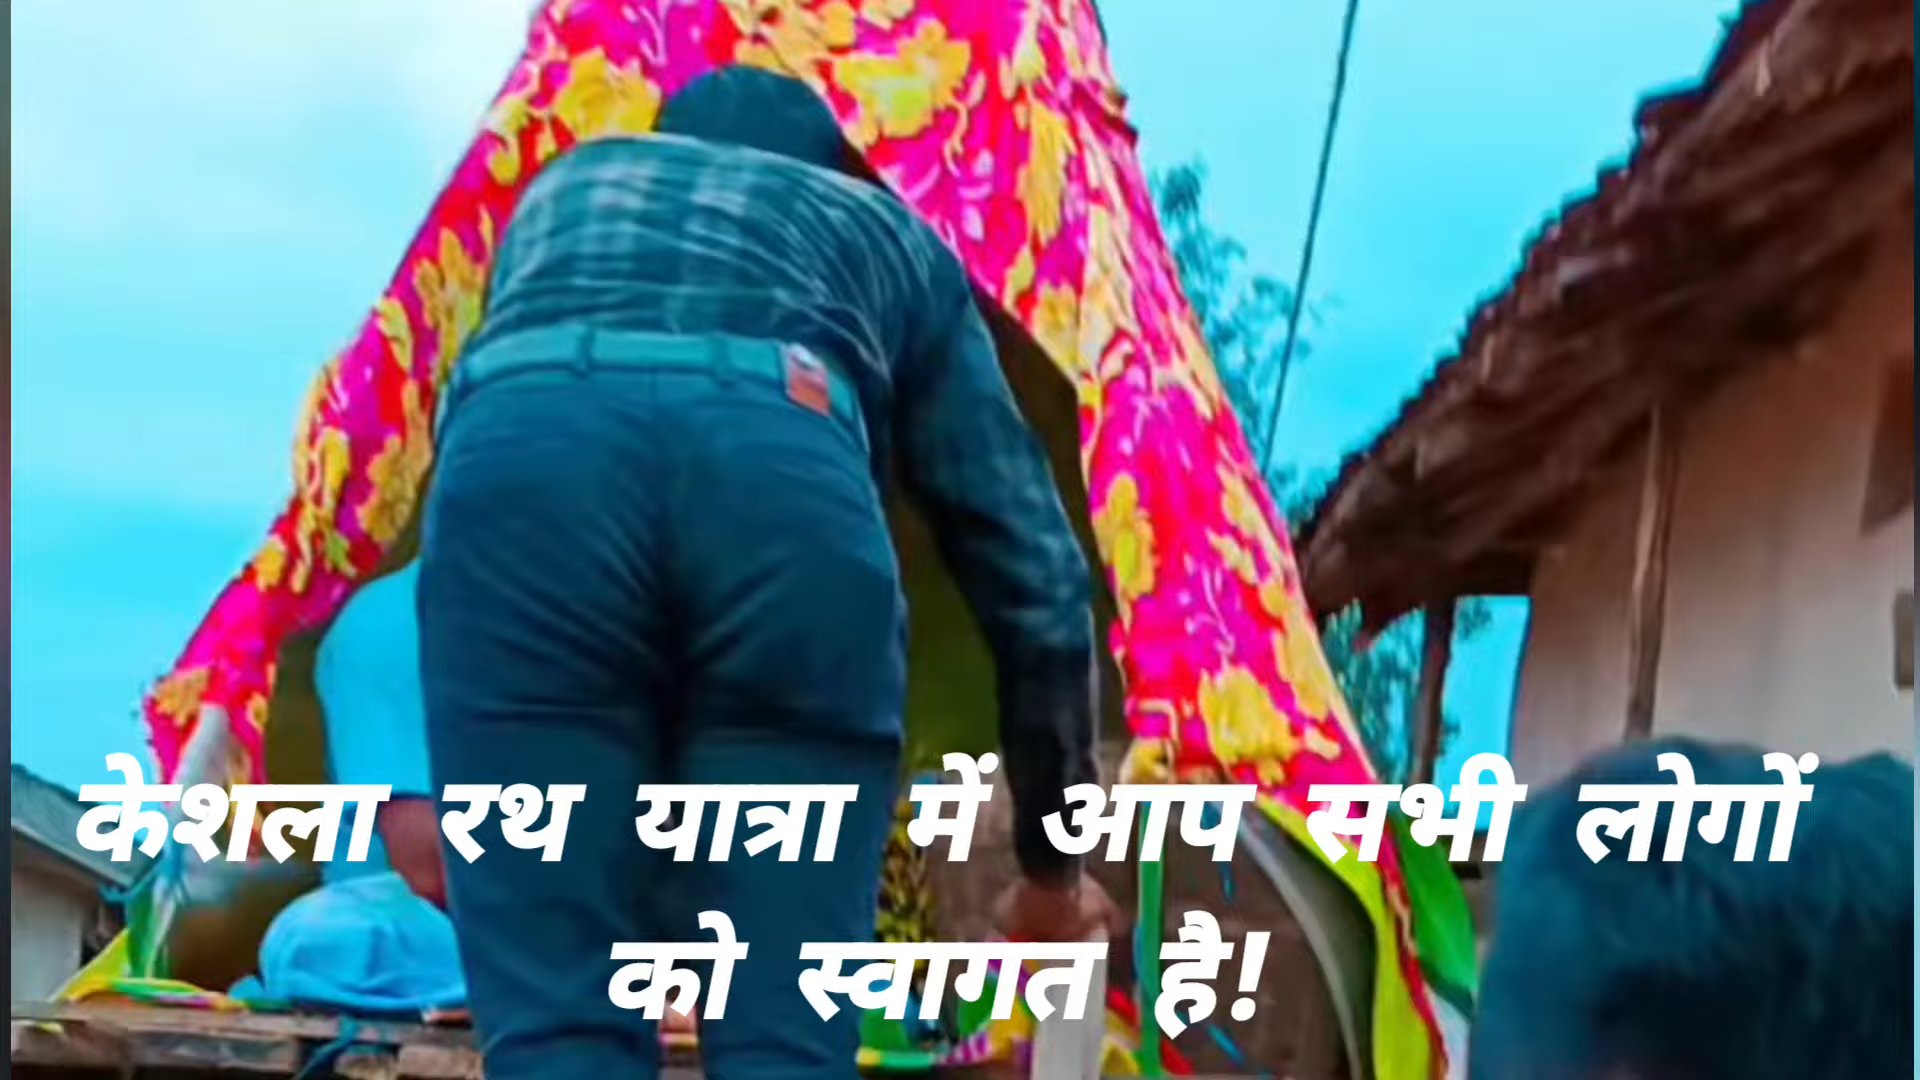 केशला रथ यात्रा में आप सभी लोगों
को स्वागत है!